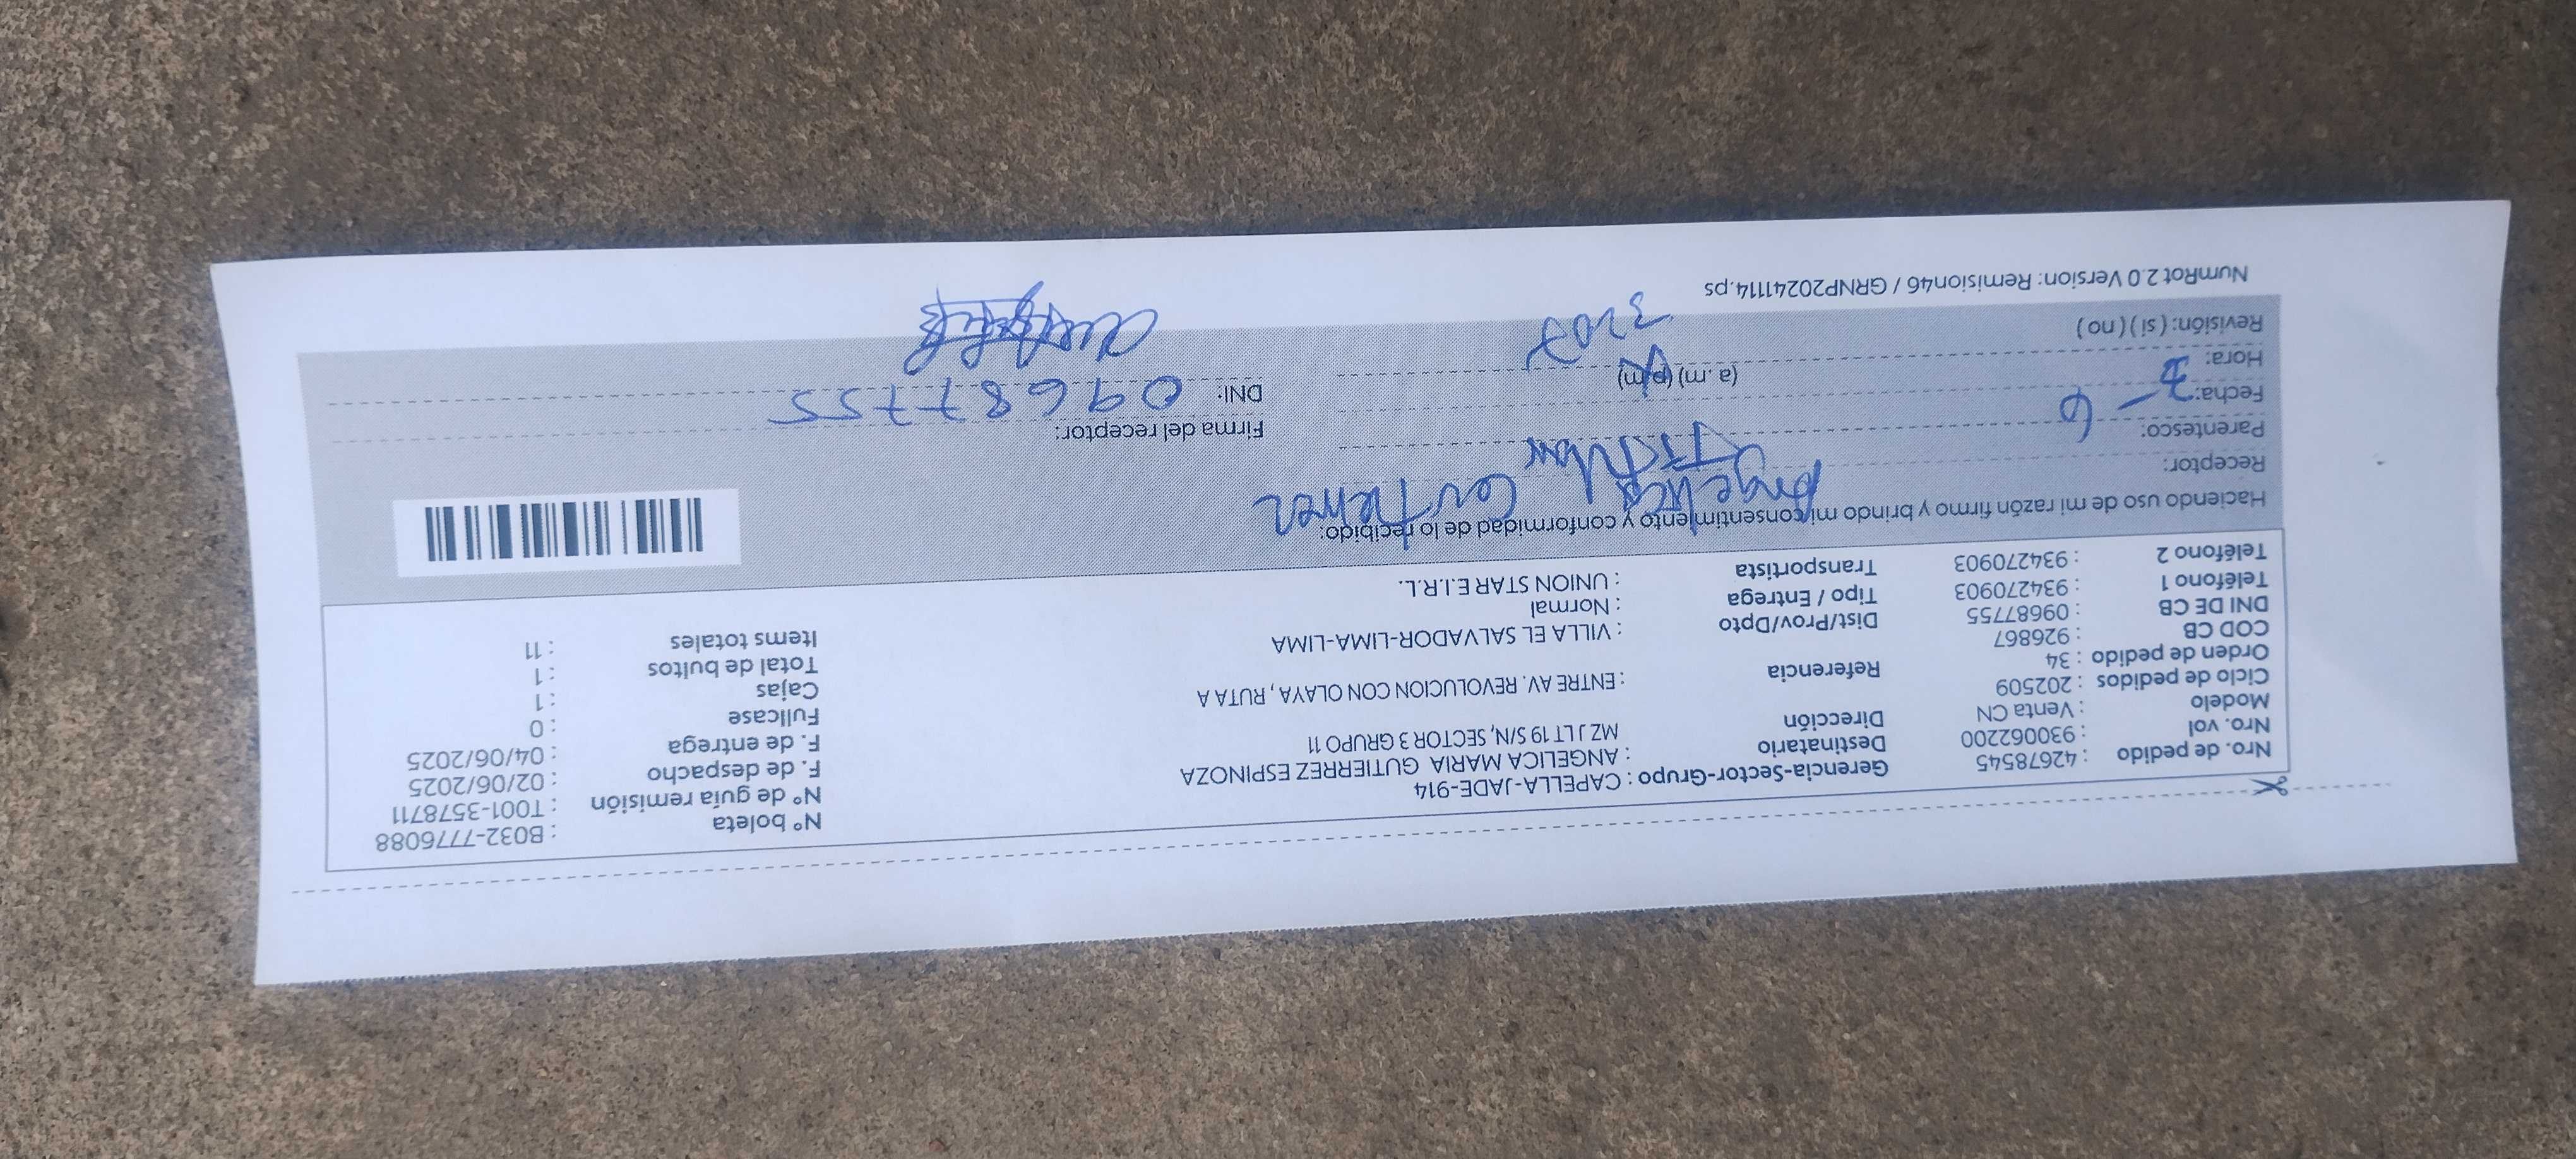 Nro. de pedido : 42678545 Gerencia-Sector-Grupo : CAPELLA-JADE-914 N° boleta : B032-7776088
Nro. vol : 930062200 Destinatario : ANGELICA MARIA GUTIERREZ ESPINOZA N° de guía remisión : T001-3578711
Modelo : Venta CN Dirección MZ J LT 19 S/N, SECTOR 3 GRUPO 11 F. de despacho : 02/06/2025
Ciclo de pedidos : 202509 F. de entrega : 04/06/2025
Orden de pedido : 34 Referencia : ENTRE AV. REVOLUCION CON OLAYA, RUTA A Fullcase : 0
COD CB : 926867 Cajas : 1
DNI DE CB : 09687755 Dist/Prov/Dpto : VILLA EL SALVADOR-LIMA-LIMA Total de bultos : 1
Teléfono 1 : 934270903 Tipo / Entrega : Normal Items totales : 11
Teléfono 2 : 934270903 Transportista : UNION STAR E.I.R.L.
Haciendo uso de mi razón firmo y brindo mi consentimiento y conformidad de lo recibido:
Receptor: Angelica
Parentesco: Firma del receptor:
Fecha: DNI: 09687755
Hora: (a. m) (p.m)
Revisión: ( si ) ( no )
NumRot 2.0 Version: Remision46 / GRNP20241114.ps